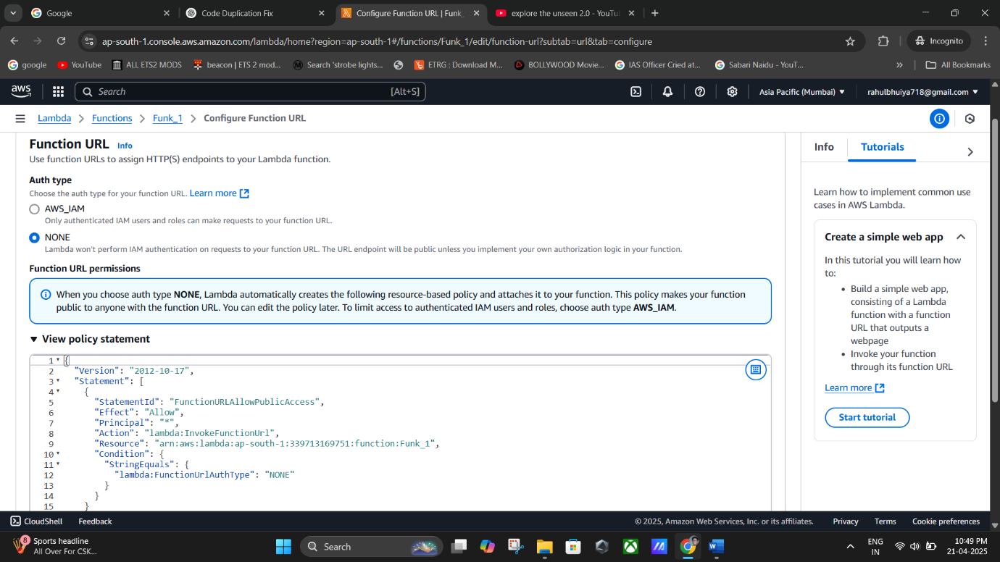 Google
Code Duplication Fix
Configure Function URL | Funk_
explore the unseen 2.0 - YouTu
ap-south-1.console.aws.amazon.com/lambda/home?region=ap-south-1#/functions/Funk_1/edit/function-url?subtab=url&tab=configure
Incognito
google
YouTube
ALL ETS2 MODS
beacon | ETS 2 mod...
Search 'strobe lights...
ETRG : Download M...
BOLLYWOOD Movie...
IAS Officer Cried at...
Sabari Naidu - YouT...
All Bookmarks
aws
Search
[Alt+S]
Asia Pacific (Mumbai)
rahulbhuiya718@gmail.com
Lambda
Functions
Funk_1
Configure Function URL
Function URL Info
Use function URLs to assign HTTP(S) endpoints to your Lambda function.
Auth type
Choose the auth type for your function URL. Learn more
AWS_IAM
Only authenticated IAM users and roles can make requests to your function URL.
NONE
Lambda won't perform IAM authentication on requests to your function URL. The URL endpoint will be public unless you implement your own authorization logic in your function.
Function URL permissions
When you choose auth type NONE, Lambda automatically creates the following resource-based policy and attaches it to your function. This policy makes your function
public to anyone with the function URL. You can edit the policy later. To limit access to authenticated IAM users and roles, choose auth type AWS_IAM.
View policy statement
1 {
2 "Version": "2012-10-17",
3 "Statement": [
4 {
5 "StatementId": "FunctionURLAllowPublicAccess",
6 "Effect": "Allow",
7 "Principal": "*",
8 "Action": "lambda:InvokeFunctionUrl",
9 "Resource": "arn:aws:lambda:ap-south-1:339713169751:function:Funk_1",
10 "Condition": {
11 "StringEquals": {
12 "lambda:FunctionUrlAuthType": "NONE"
13 }
14 }
15 }
Info
Tutorials
Learn how to implement common use
cases in AWS Lambda.
Create a simple web app
In this tutorial you will learn how
to:
• Build a simple web app,
consisting of a Lambda
function with a function
URL that outputs a
webpage
• Invoke your function
through its function URL
Learn more
Start tutorial
CloudShell
Feedback
© 2025, Amazon Web Services, Inc. or its affiliates.
Privacy
Terms
Cookie preferences
8
Sports headline
All Over For CSK...
Search
ENG
IN
10:49 PM
21-04-2025